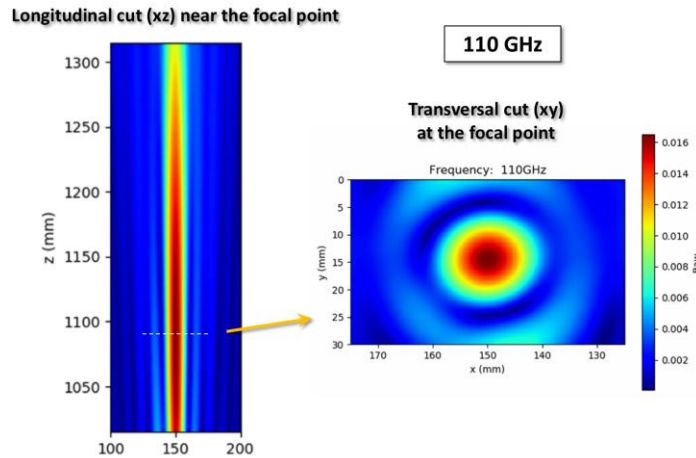 Longitudinal cut (xz) near the focal point
110 GHz
1300
1250
1200
1150
1100
1050
z (mm)
100 150 200
Transversal cut (xy)
at the focal point
Frequency: 110GHz
0
5
10
15
20
25
30
y (mm)
170 160 150 140 130
x (mm)
0.016
0.014
0.012
0.010
0.008
0.006
0.004
0.002